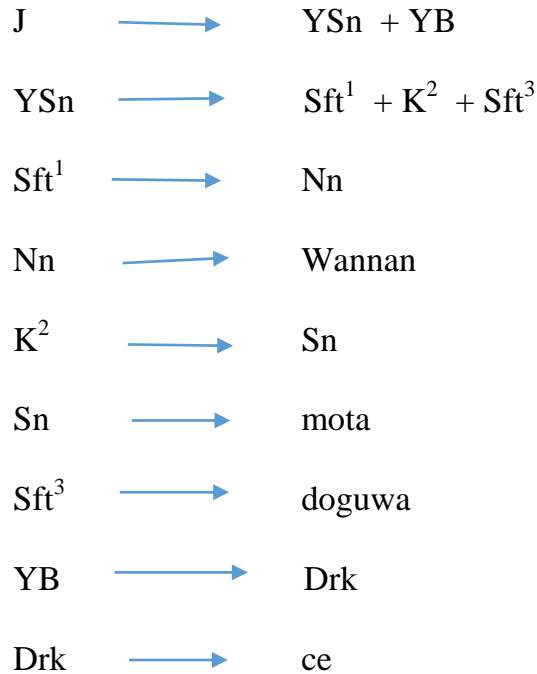 J → YSn + YB
YSn → Sft¹ + K² + Sft³
Sft¹ → Nn
Nn → Wannan
K² → Sn
Sn → mota
Sft³ → doguwa
YB → Drk
Drk → ce